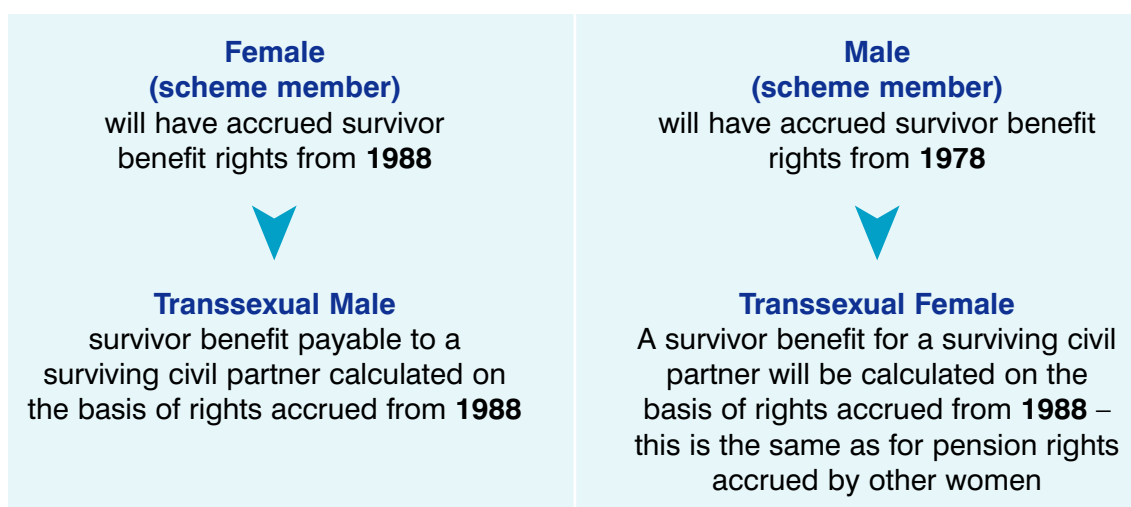 Female
(scheme member)
will have accrued survivor
benefit rights from 1988
Transsexual Male
survivor benefit payable to a
surviving civil partner calculated on
the basis of rights accrued from 1988
Male
(scheme member)
will have accrued survivor benefit
rights from 1978
Transsexual Female
A survivor benefit for a surviving civil
partner will be calculated on the
basis of rights accrued from 1988 –
this is the same as for pension rights
accrued by other women